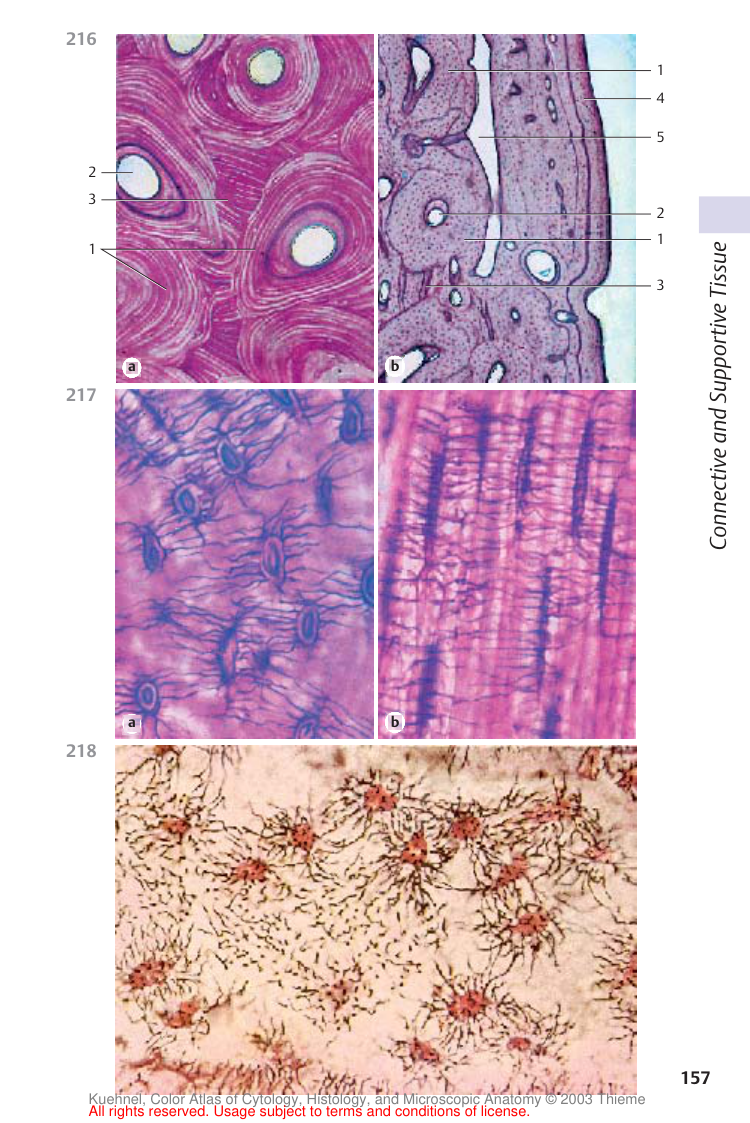 216
1
4
5
2
3
2
1
1
3
a
b
217
a
b
218
Connective and Supportive Tissue
157
Kuehnel, Color Atlas of Cytology, Histology, and Microscopic Anatomy © 2003 Thieme
All rights reserved. Usage subject to terms and conditions of license.